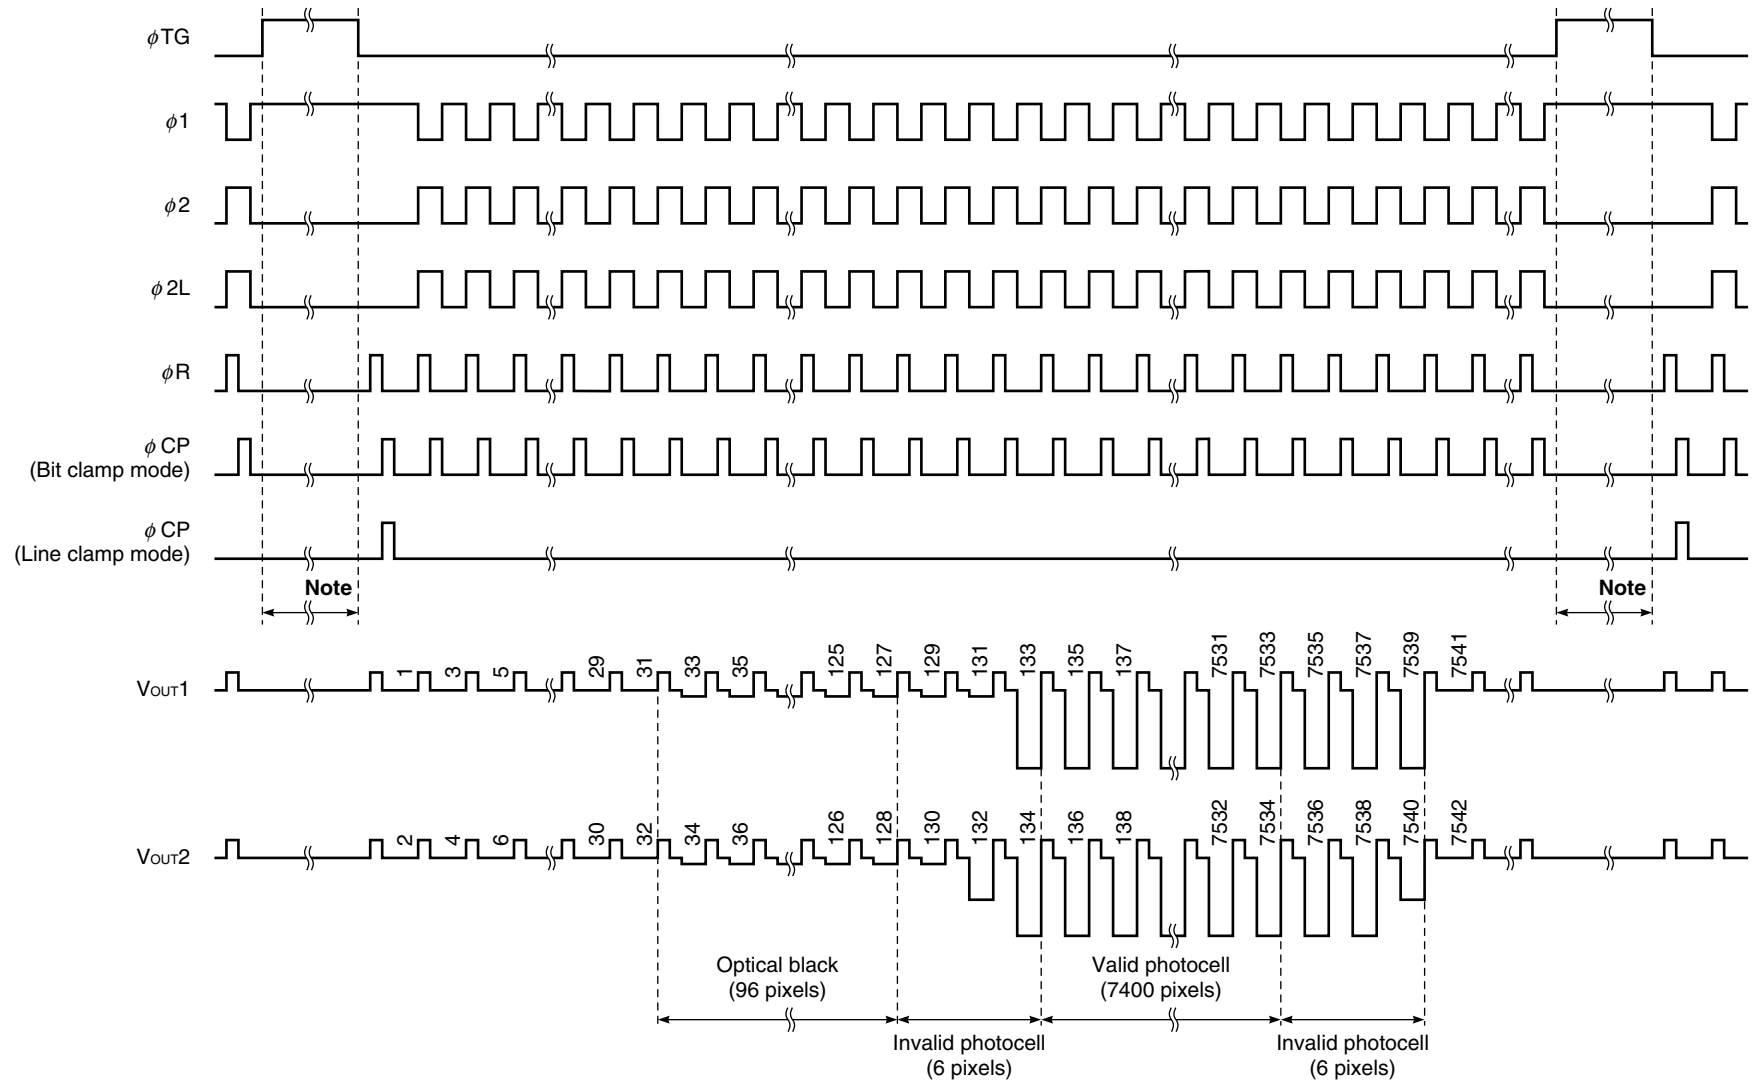 ϕTG
ϕ1
ϕ2
ϕ2L
ϕR
ϕCP
(Bit clamp mode)
ϕCP
(Line clamp mode)
Note Note
VOUT1 1 3 5 29 31 33 35 125 127 129 131 133 135 137 7531 7533 7535 7537 7539 7541
VOUT2 2 4 6 30 32 34 36 126 128 130 132 134 136 138 7532 7534 7536 7538 7540 7542
Optical black
(96 pixels)
Valid photocell
(7400 pixels)
Invalid photocell
(6 pixels)
Invalid photocell
(6 pixels)